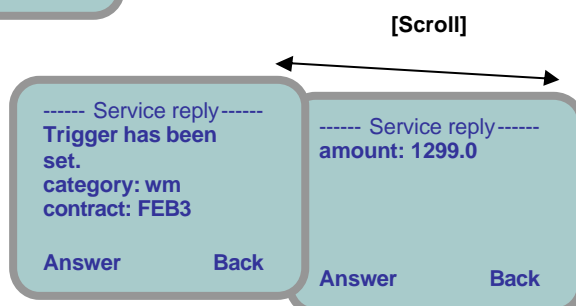 [Scroll]
------ Service reply------
Trigger has been
set.
category: wm
contract: FEB3
Answer Back
------ Service reply------
amount: 1299.0
Answer Back